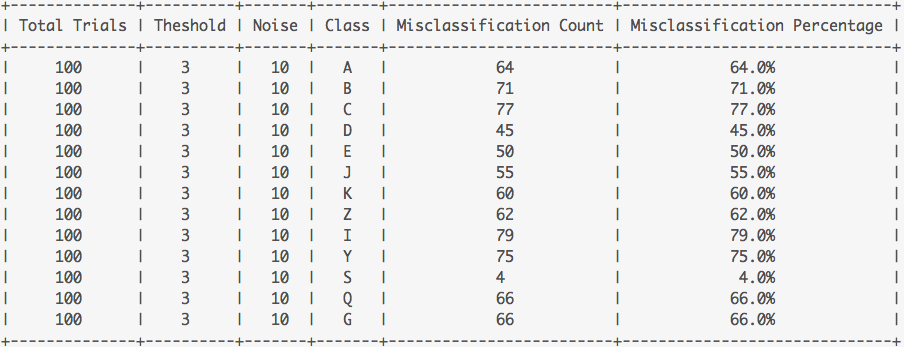 +--------------+----------+-------+-------+-------------------------+------------------------------+
| Total Trials | Theshold | Noise | Class | Misclassification Count | Misclassification Percentage |
+--------------+----------+-------+-------+-------------------------+------------------------------+
|     100      |    3     |   10  |   A   |            64           |            64.0%             |
|     100      |    3     |   10  |   B   |            71           |            71.0%             |
|     100      |    3     |   10  |   C   |            77           |            77.0%             |
|     100      |    3     |   10  |   D   |            45           |            45.0%             |
|     100      |    3     |   10  |   E   |            50           |            50.0%             |
|     100      |    3     |   10  |   J   |            55           |            55.0%             |
|     100      |    3     |   10  |   K   |            60           |            60.0%             |
|     100      |    3     |   10  |   Z   |            62           |            62.0%             |
|     100      |    3     |   10  |   I   |            79           |            79.0%             |
|     100      |    3     |   10  |   Y   |            75           |            75.0%             |
|     100      |    3     |   10  |   S   |            4            |             4.0%             |
|     100      |    3     |   10  |   Q   |            66           |            66.0%             |
|     100      |    3     |   10  |   G   |            66           |            66.0%             |
+--------------+----------+-------+-------+-------------------------+------------------------------+